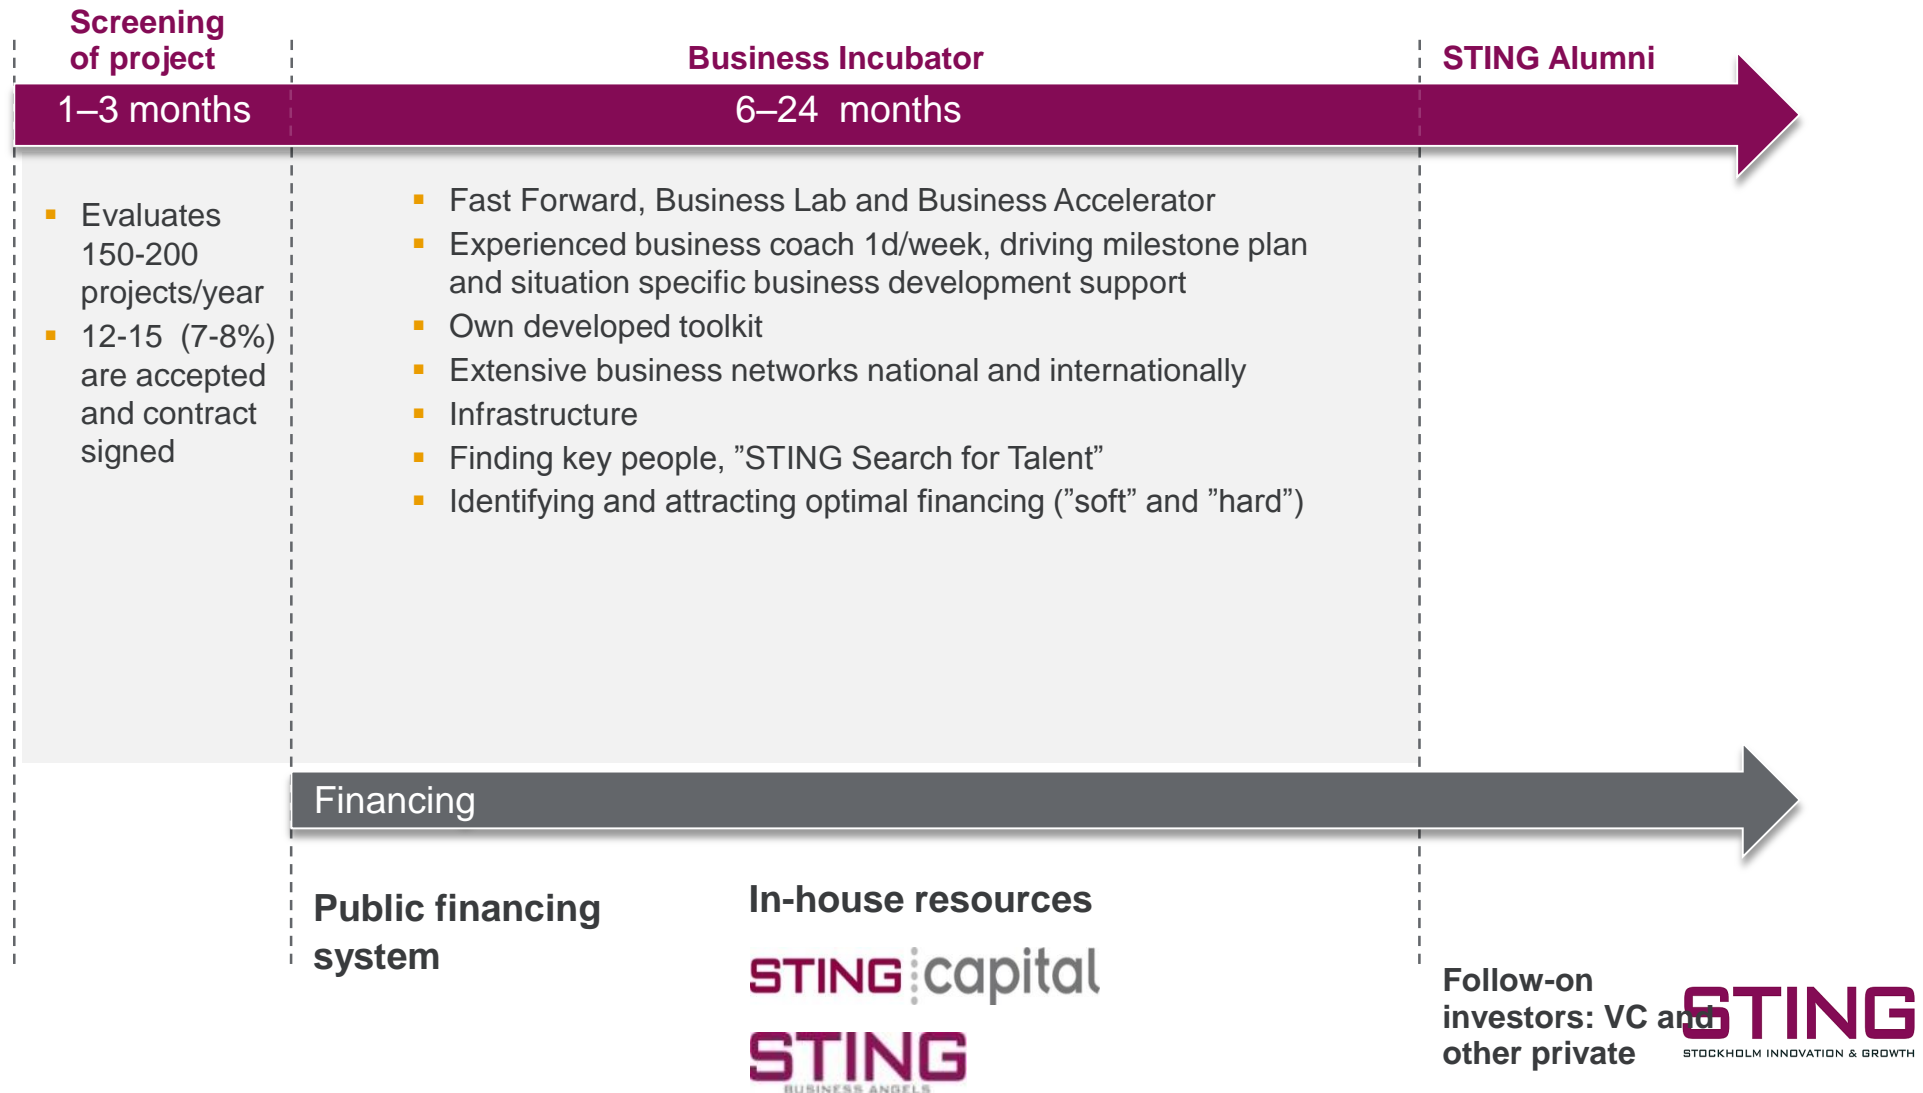 Screening
of project
Business Incubator
STING Alumni
1–3 months
6–24 months
▪ Evaluates
150-200
projects/year
▪ 12-15 (7-8%)
are accepted
and contract
signed
▪ Fast Forward, Business Lab and Business Accelerator
▪ Experienced business coach 1d/week, driving milestone plan
and situation specific business development support
▪ Own developed toolkit
▪ Extensive business networks national and internationally
▪ Infrastructure
▪ Finding key people, ”STING Search for Talent”
▪ Identifying and attracting optimal financing (”soft” and ”hard”)
Financing
Public financing
system
In-house resources
STING capital
STING
BUSINESS ANGELS
Follow-on
investors: VC and
other private
STING
STOCKHOLM INNOVATION & GROWTH